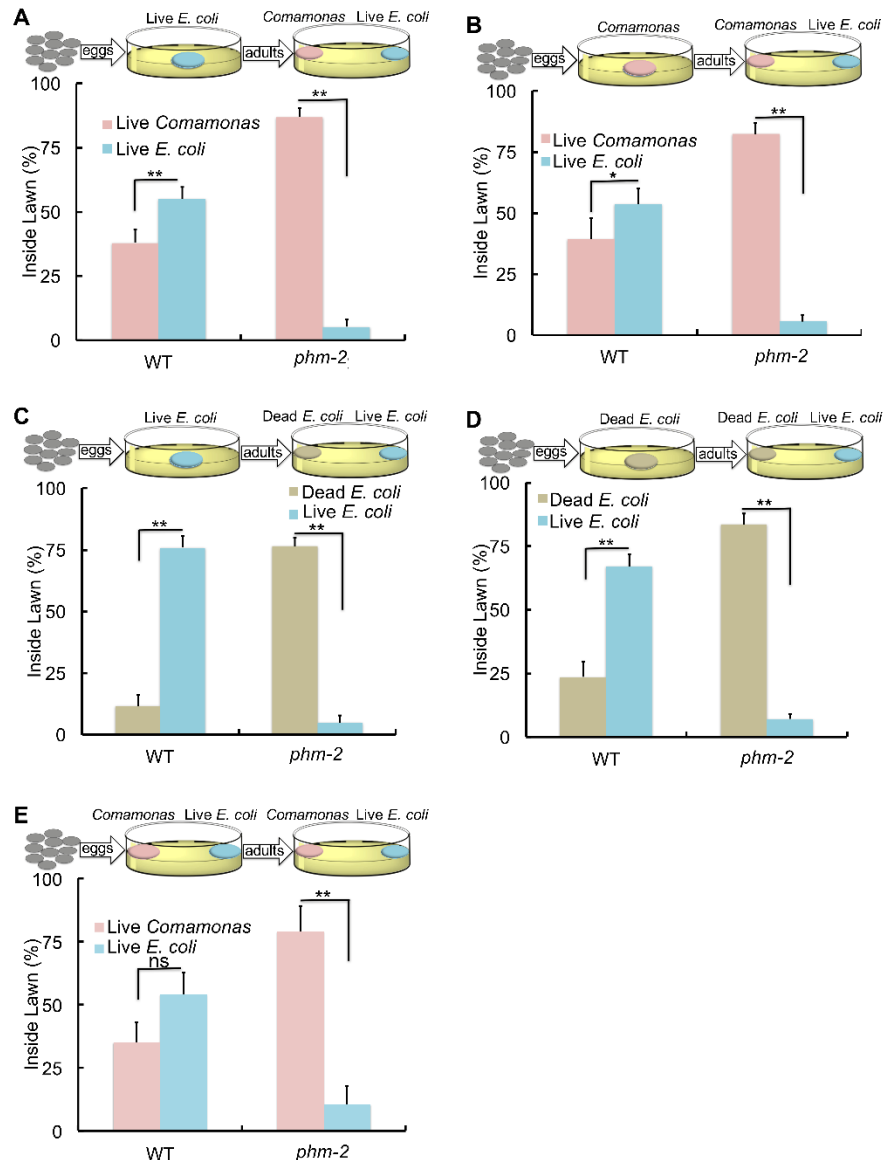 A
Live E. coli
Comamonas Live E. coli
eggs
adults
100
75
50
25
0
Inside Lawn (%)
Live Comamonas
Live E. coli
**
**
WT
phm-2
B
Comamonas
Comamonas Live E. coli
eggs
adults
100
75
50
25
0
Inside Lawn (%)
Live Comamonas
Live E. coli
*
**
WT
phm-2
C
Live E. coli
Dead E. coli Live E. coli
eggs
adults
100
75
50
25
0
Inside Lawn (%)
Dead E. coli
Live E. coli
**
**
WT
phm-2
D
Dead E. coli
Dead E. coli Live E. coli
eggs
adults
100
75
50
25
0
Inside Lawn (%)
Dead E. coli
Live E. coli
**
**
WT
phm-2
E
Comamonas Live E. coli
Comamonas Live E. coli
eggs
adults
100
75
50
25
0
Inside Lawn (%)
Live Comamonas
Live E. coli
ns
**
WT
phm-2